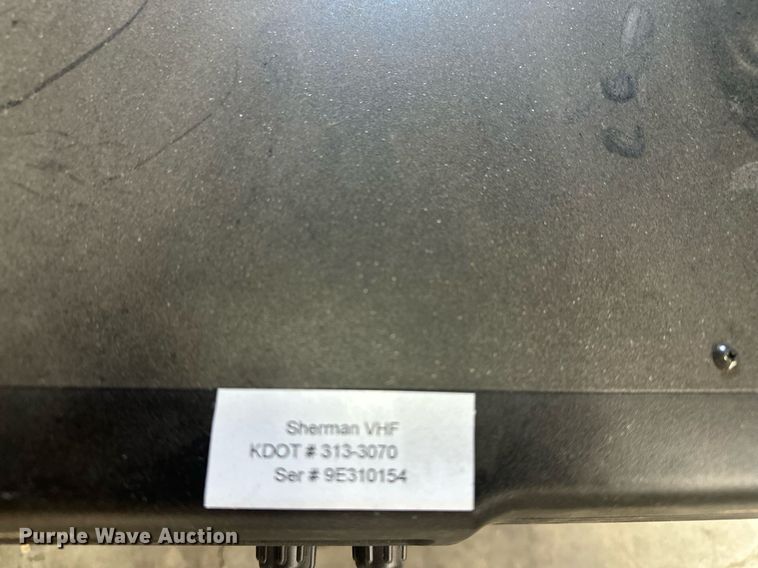 Sherman VHF
KDOT # 313-3070
Ser # 9E310154
Purple Wave Auction